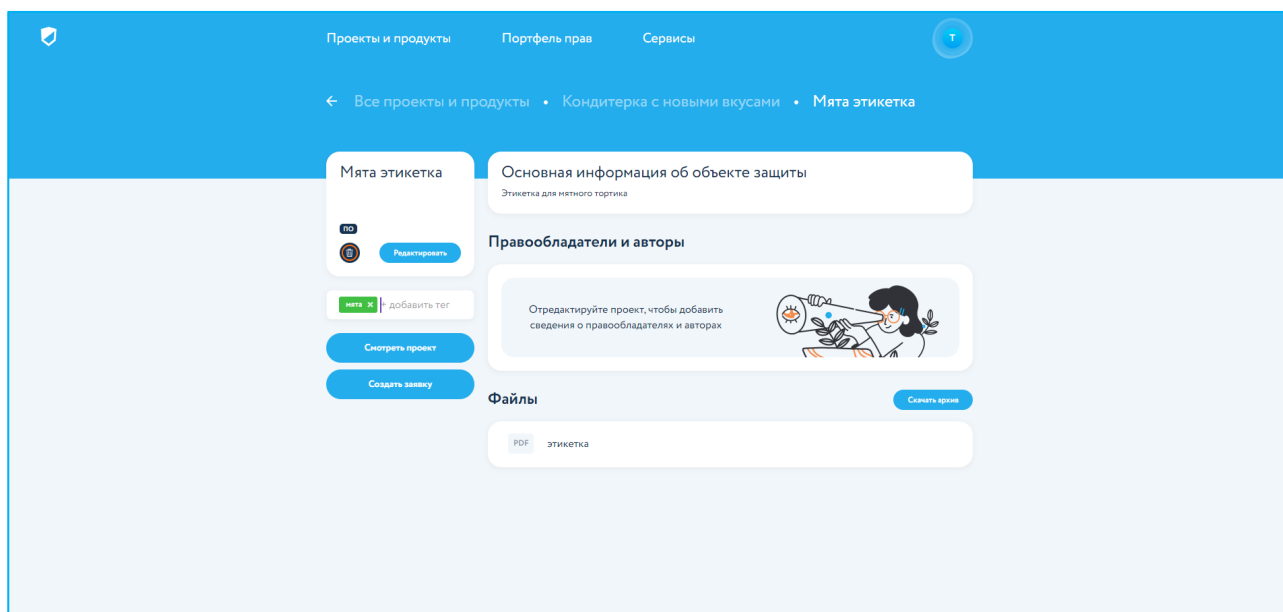 Проекты и продукты
Портфель прав
Сервисы
Т
← Все проекты и продукты • Кондитерка с новыми вкусами • Мята этикетка
Мята этикетка
ПО
Редактировать
мята × + добавить тег
Смотреть проект
Создать заявку
Основная информация об объекте защиты
Этикетка для мятного тортика
Правообладатели и авторы
Отредактируйте проект, чтобы добавить
сведения о правообладателях и авторах
Файлы
Скачать архив
PDF этикетка